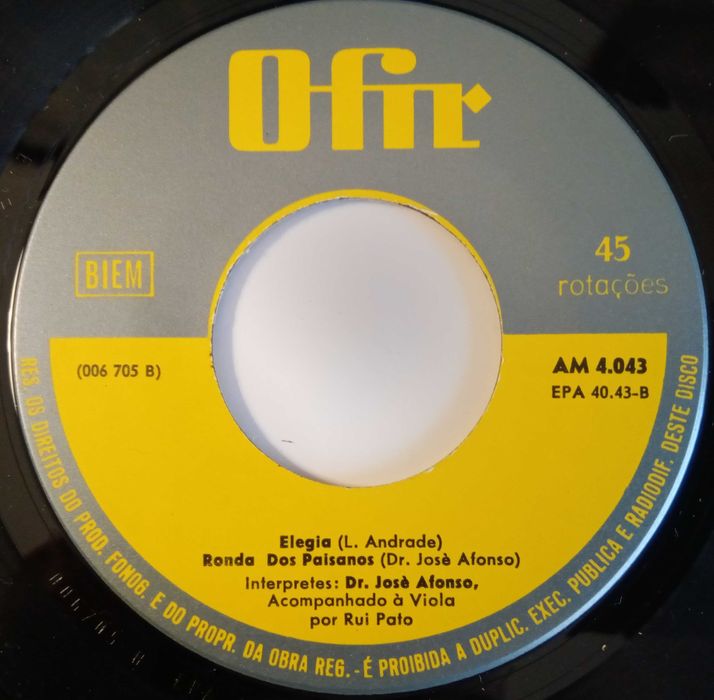 Ofir
BIEM
45
rotações
(006 705 B)
AM 4.043
EPA 40.43-B
Elegia (L. Andrade)
Ronda Dos Paisanos (Dr. Josè Afonso)
Interpretes: Dr. Josè Afonso,
Acompanhado à Viola
por Rui Pato
RES. OS DIREITOS DO PROD. FONOG. E DO PROPR. DA OBRA REG. - É PROIBIDA A DUPLIC. EXEC. PUBLICA E RADIODIF. DESTE DISCO